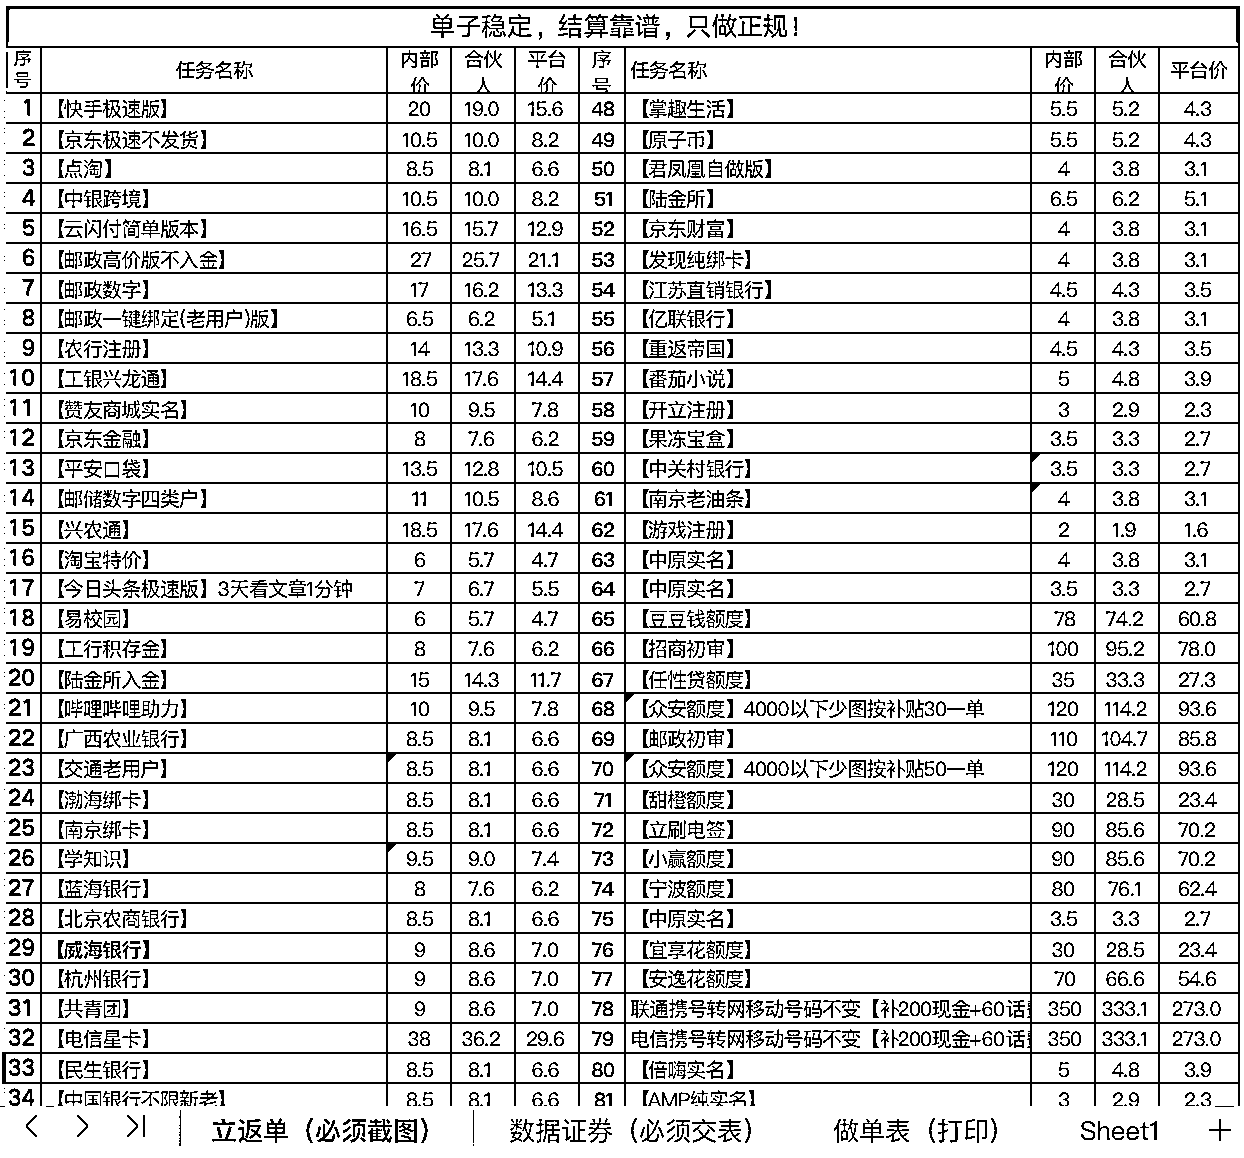 单子稳定，结算靠谱，只做正规！
序号 任务名称 内部价 合伙人 平台价 序号 任务名称 内部价 合伙人 平台价
1 【快手极速版】 20 19.0 15.6 48 【掌趣生活】 5.5 5.2 4.3
2 【京东极速不发货】 10.5 10.0 8.2 49 【原子币】 5.5 5.2 4.3
3 【点淘】 8.5 8.1 6.6 50 【君凤凰自做版】 4 3.8 3.1
4 【中银跨境】 10.5 10.0 8.2 51 【陆金所】 6.5 6.2 5.1
5 【云闪付简单版本】 16.5 15.7 12.9 52 【京东财富】 4 3.8 3.1
6 【邮政高价版不入金】 27 25.7 21.1 53 【发现纯绑卡】 4 3.8 3.1
7 【邮政数字】 17 16.2 13.3 54 【江苏直销银行】 4.5 4.3 3.5
8 【邮政一键绑定(老用户)版】 6.5 6.2 5.1 55 【亿联银行】 4 3.8 3.1
9 【农行注册】 14 13.3 10.9 56 【重返帝国】 4.5 4.3 3.5
10 【工银兴龙通】 18.5 17.6 14.4 57 【番茄小说】 5 4.8 3.9
11 【赞友商城实名】 10 9.5 7.8 58 【开立注册】 3 2.9 2.3
12 【京东金融】 8 7.6 6.2 59 【果冻宝盒】 3.5 3.3 2.7
13 【平安口袋】 13.5 12.8 10.5 60 【中关村银行】 3.5 3.3 2.7
14 【邮储数字四类户】 11 10.5 8.6 61 【南京老油条】 4 3.8 3.1
15 【兴农通】 18.5 17.6 14.4 62 【游戏注册】 2 1.9 1.6
16 【淘宝特价】 6 5.7 4.7 63 【中原实名】 4 3.8 3.1
17 【今日头条极速版】3天看文章1分钟 7 6.7 5.5 64 【中原实名】 3.5 3.3 2.7
18 【易校园】 6 5.7 4.7 65 【豆豆钱额度】 78 74.2 60.8
19 【工行积存金】 8 7.6 6.2 66 【招商初审】 100 95.2 78.0
20 【陆金所入金】 15 14.3 11.7 67 【任性贷额度】 35 33.3 27.3
21 【哔哩哔哩助力】 10 9.5 7.8 68 【众安额度】4000以下少图按补贴30一单 120 114.2 93.6
22 【广西农业银行】 8.5 8.1 6.6 69 【邮政初审】 110 104.7 85.8
23 【交通老用户】 8.5 8.1 6.6 70 【众安额度】4000以下少图按补贴50一单 120 114.2 93.6
24 【渤海绑卡】 8.5 8.1 6.6 71 【甜橙额度】 30 28.5 23.4
25 【南京绑卡】 8.5 8.1 6.6 72 【立刷电签】 90 85.6 70.2
26 【学知识】 9.5 9.0 7.4 73 【小赢额度】 90 85.6 70.2
27 【蓝海银行】 8 7.6 6.2 74 【宁波额度】 80 76.1 62.4
28 【北京农商银行】 8.5 8.1 6.6 75 【中原实名】 3.5 3.3 2.7
29 【威海银行】 9 8.6 7.0 76 【宜享花额度】 30 28.5 23.4
30 【杭州银行】 9 8.6 7.0 77 【安逸花额度】 70 66.6 54.6
31 【共青团】 9 8.6 7.0 78 联通携号转网移动号码不变【补200现金+60话费 350 333.1 273.0
32 【电信星卡】 38 36.2 29.6 79 电信携号转网移动号码不变【补200现金+60话费 350 333.1 273.0
33 【民生银行】 8.5 8.1 6.6 80 【倍嗨实名】 5 4.8 3.9
34 【中国银行不限新老】 8.5 8.1 6.6 81 【AMP纯实名】 3 2.9 2.3
立返单（必须截图） 数据证券（必须交表） 做单表（打印） Sheet1